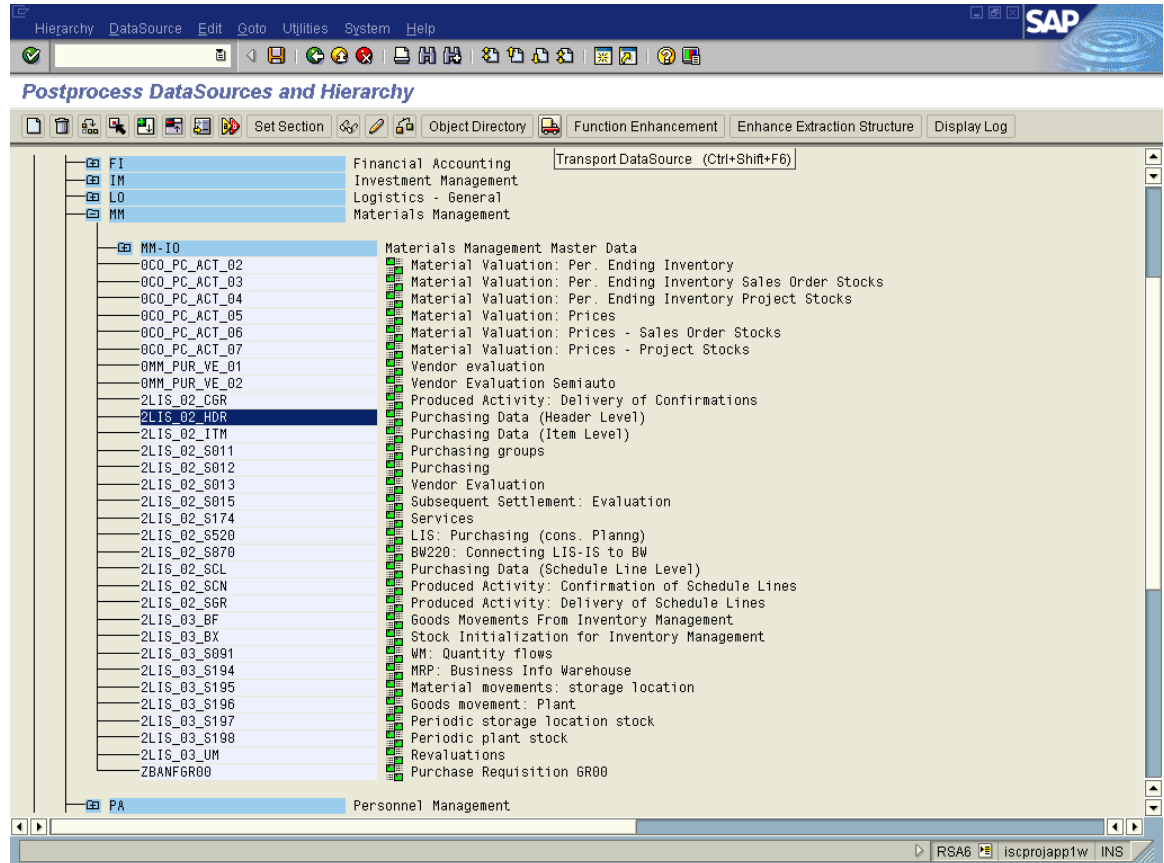 Hierarchy DataSource Edit Goto Utilities System Help
SAP
Postprocess DataSources and Hierarchy
Set Section Object Directory Function Enhancement Enhance Extraction Structure Display Log
Transport DataSource (Ctrl+Shift+F6)
FI Financial Accounting
IM Investment Management
LO Logistics - General
MM Materials Management
MM-IO Materials Management Master Data
0CO_PC_ACT_02 Material Valuation: Per. Ending Inventory
0CO_PC_ACT_03 Material Valuation: Per. Ending Inventory Sales Order Stocks
0CO_PC_ACT_04 Material Valuation: Per. Ending Inventory Project Stocks
0CO_PC_ACT_05 Material Valuation: Prices
0CO_PC_ACT_06 Material Valuation: Prices - Sales Order Stocks
0CO_PC_ACT_07 Material Valuation: Prices - Project Stocks
0MM_PUR_VE_01 Vendor evaluation
0MM_PUR_VE_02 Vendor Evaluation Semiauto
2LIS_02_CGR Produced Activity: Delivery of Confirmations
2LIS_02_HDR Purchasing Data (Header Level)
2LIS_02_ITM Purchasing Data (Item Level)
2LIS_02_S011 Purchasing groups
2LIS_02_S012 Purchasing
2LIS_02_S013 Vendor Evaluation
2LIS_02_S015 Subsequent Settlement: Evaluation
2LIS_02_S174 Services
2LIS_02_S520 LIS: Purchasing (cons. Planng)
2LIS_02_S870 BW220: Connecting LIS-IS to BW
2LIS_02_SCL Purchasing Data (Schedule Line Level)
2LIS_02_SCN Produced Activity: Confirmation of Schedule Lines
2LIS_02_SGR Produced Activity: Delivery of Schedule Lines
2LIS_03_BF Goods Movements From Inventory Management
2LIS_03_BX Stock Initialization for Inventory Management
2LIS_03_S091 WM: Quantity flows
2LIS_03_S194 MRP: Business Info Warehouse
2LIS_03_S195 Material movements: storage location
2LIS_03_S196 Goods movement: Plant
2LIS_03_S197 Periodic storage location stock
2LIS_03_S198 Periodic plant stock
2LIS_03_UM Revaluations
ZBANFGR00 Purchase Requisition GR00
PA Personnel Management
RSA6 iscprojapp1w INS